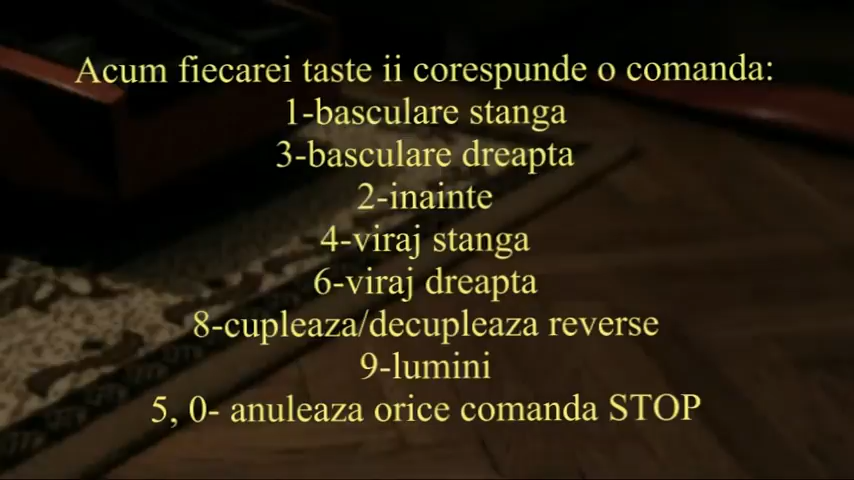 Acum fiecarei taste ii corespunde o comanda:
1-basculare stanga
3-basculare dreapta
2-inainte
4-viraj stanga
6-viraj dreapta
8-cupleaza/decupleaza reverse
9-lumini
5, 0- anuleaza orice comanda STOP